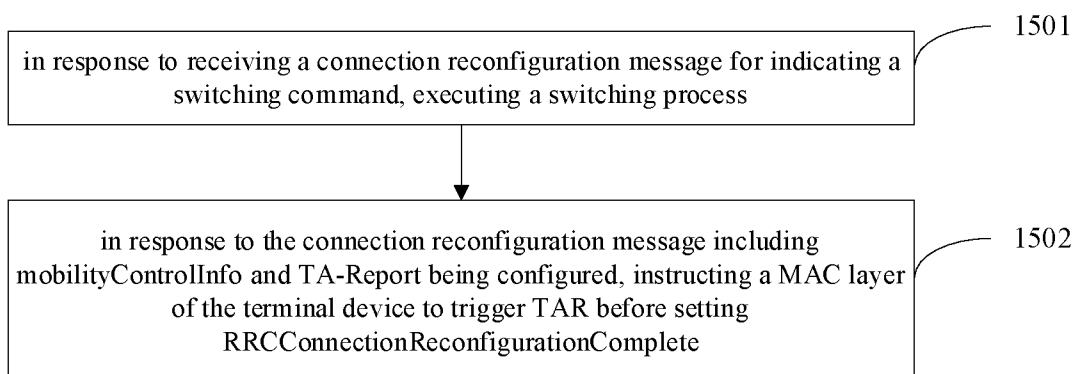 1501
in response to receiving a connection reconfiguration message for indicating a
switching command, executing a switching process
1502
in response to the connection reconfiguration message including
mobilityControlInfo and TA-Report being configured, instructing a MAC layer
of the terminal device to trigger TAR before setting
RRCConnectionReconfigurationComplete